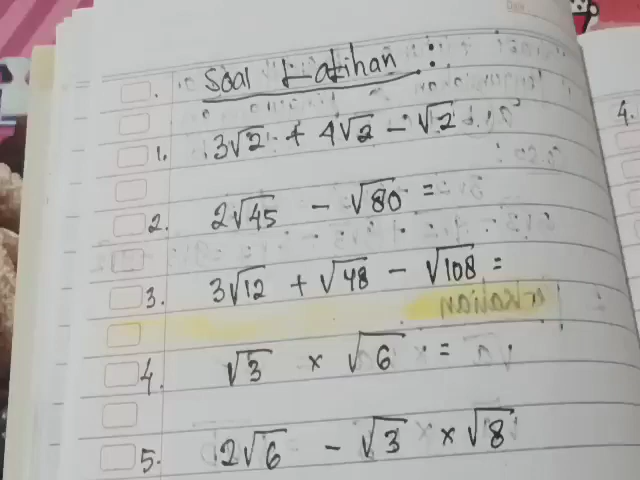 Soal Latihan :
1. 3√2 + 4√2 - √2
2. 2√45 - √80 =
3. 3√12 + √48 - √108 =
4. √3 × √6 =
5. 2√6 - √3 × √8
4.